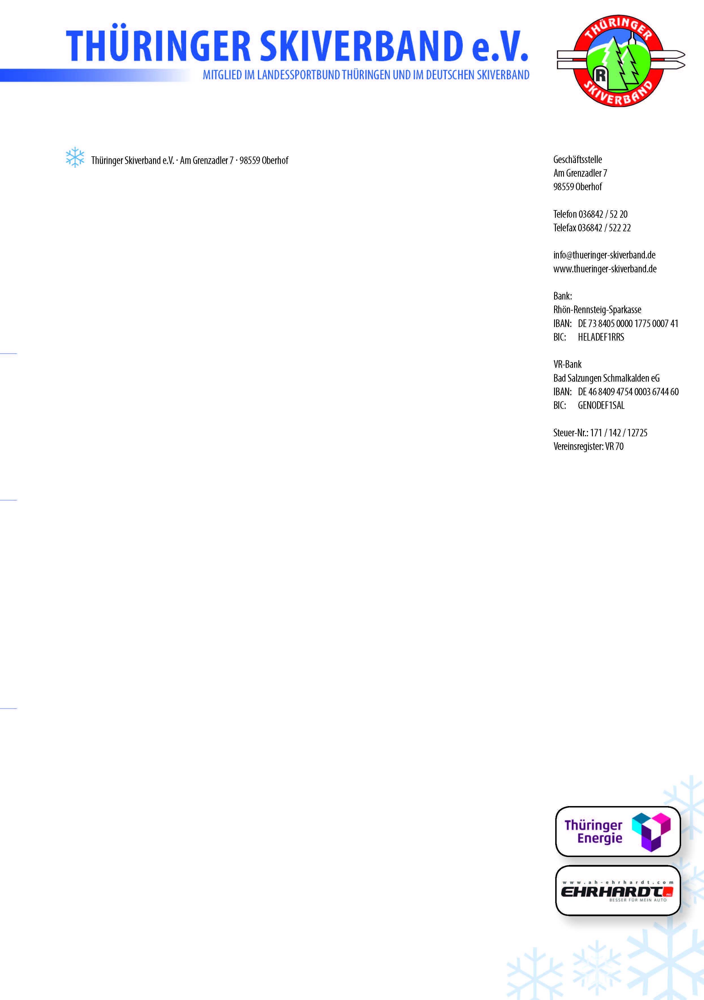 THÜRINGER SKIVERBAND e.V.
MITGLIED IM LANDESSPORTBUND THÜRINGEN UND IM DEUTSCHEN SKIVERBAND
THÜRINGER
R
SKIVERBAND
Thüringer Skiverband e.V. · Am Grenzadler 7 · 98559 Oberhof
Geschäftsstelle
Am Grenzadler 7
98559 Oberhof
Telefon 036842 / 52 20
Telefax 036842 / 522 22
info@thueringer-skiverband.de
www.thueringer-skiverband.de
Bank:
Rhön-Rennsteig-Sparkasse
IBAN: DE 73 8405 0000 1775 0007 41
BIC: HELADEF1RRS
VR-Bank
Bad Salzungen Schmalkalden eG
IBAN: DE 46 8409 4754 0003 6744 60
BIC: GENODEF1SAL
Steuer-Nr.: 171 / 142 / 12725
Vereinsregister: VR 70
Thüringer
Energie
www.ah-ehrhardt.com
EHRHARDT AG
BESSER FÜR MEIN AUTO